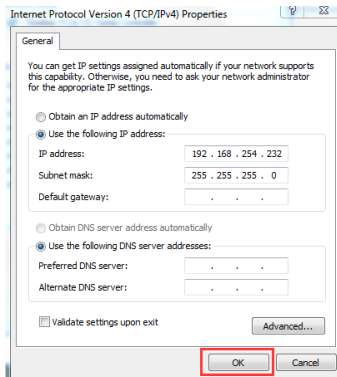 Internet Protocol Version 4 (TCP/IPv4) Properties
General
You can get IP settings assigned automatically if your network supports
this capability. Otherwise, you need to ask your network administrator
for the appropriate IP settings.
Obtain an IP address automatically
Use the following IP address:
IP address: 192 . 168 . 254 . 232
Subnet mask: 255 . 255 . 255 . 0
Default gateway: . . .
Obtain DNS server address automatically
Use the following DNS server addresses:
Preferred DNS server: . . .
Alternate DNS server: . . .
Validate settings upon exit
Advanced...
OK Cancel